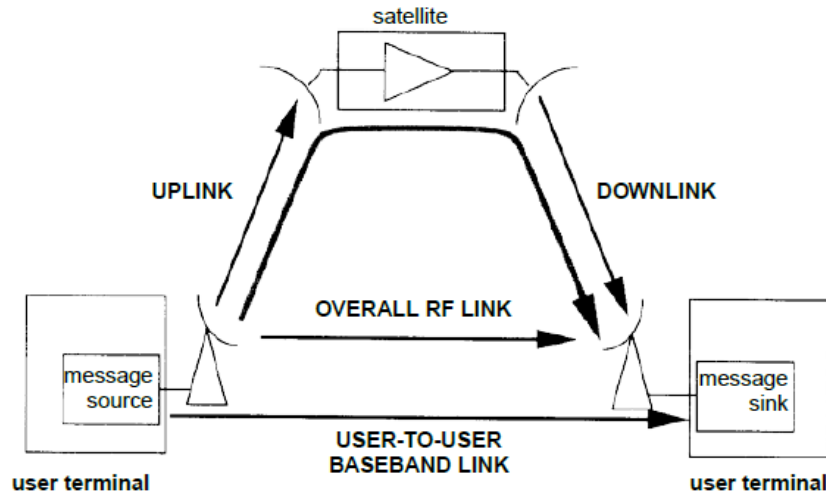 satellite
UPLINK
DOWNLINK
OVERALL RF LINK
message
source
message
sink
USER-TO-USER
BASEBAND LINK
user terminal
user terminal